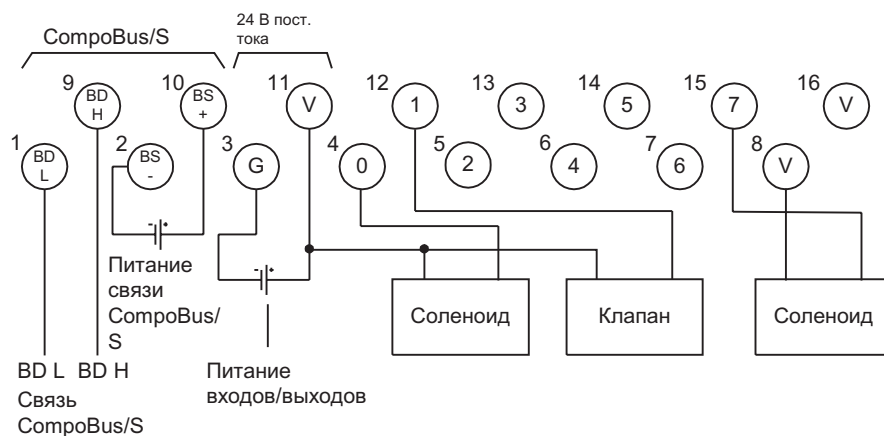 24 В пост.
тока
CompoBus/S
9 10 11 12 13 14 15 16
BD
H
BS
+
V 1 3 5 7 V
1 2 3 4 5 6 7 8
BD
L
BS
-
G 0 2 4 6 V
- +
- +
Питание
связи
CompoBus/
S
Соленоид Клапан Соленоид
BD L BD H
Питание
входов/выходов
Связь
CompoBus/S